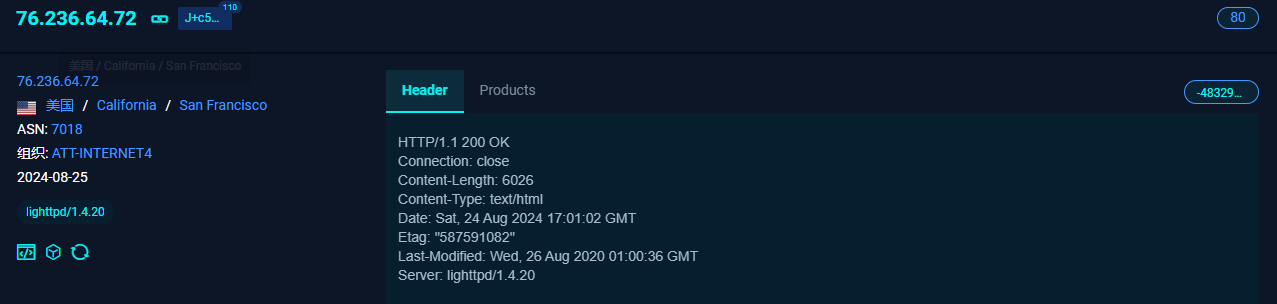 76.236.64.72 J+c5... 110 80
美国 / California / San Francisco
76.236.64.72
美国 / California / San Francisco
ASN: 7018
组织: ATT-INTERNET4
2024-08-25
lighttpd/1.4.20
Header Products -48329...
HTTP/1.1 200 OK
Connection: close
Content-Length: 6026
Content-Type: text/html
Date: Sat, 24 Aug 2024 17:01:02 GMT
Etag: "587591082"
Last-Modified: Wed, 26 Aug 2020 01:00:36 GMT
Server: lighttpd/1.4.20